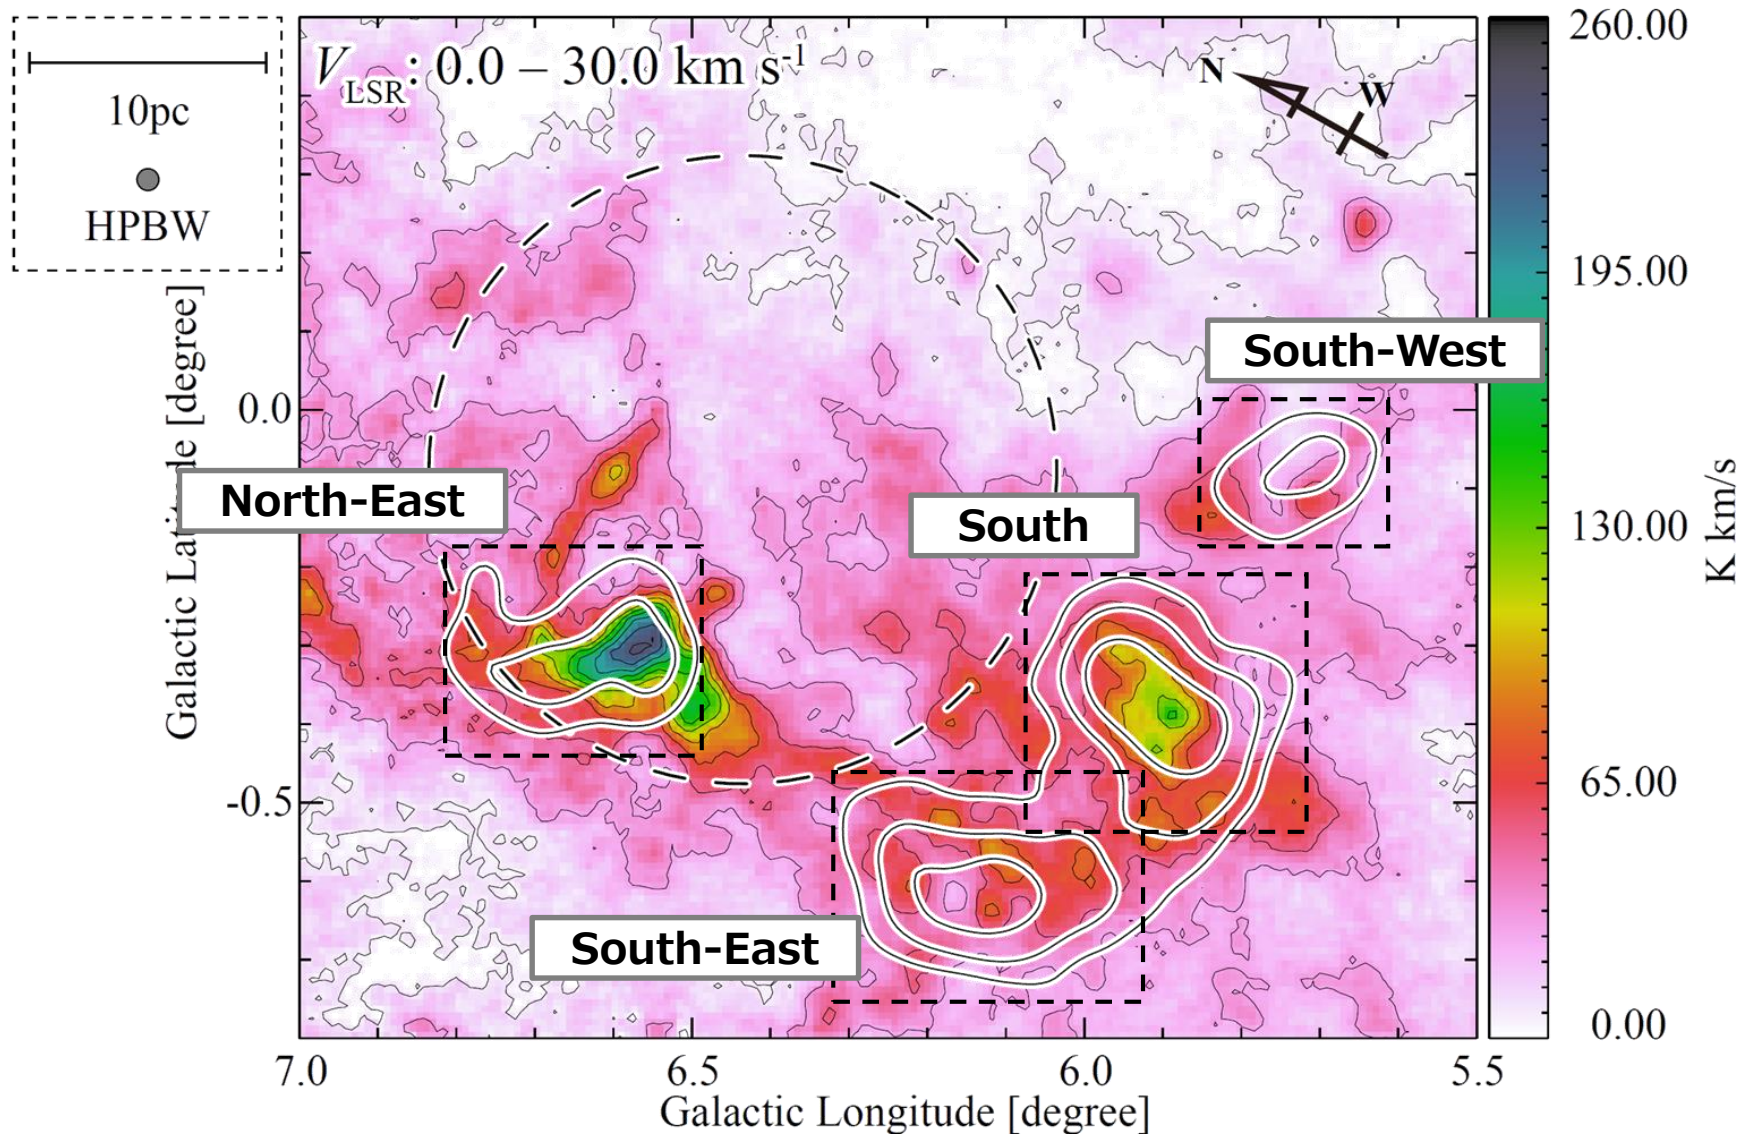 V_LSR: 0.0 – 30.0 km s-1
10pc
HPBW
N
W
260.00
195.00
130.00
65.00
0.00
K km/s
South-West
North-East
South
South-East
0.0
-0.5
Galactic Latitude [degree]
7.0
6.5
6.0
5.5
Galactic Longitude [degree]